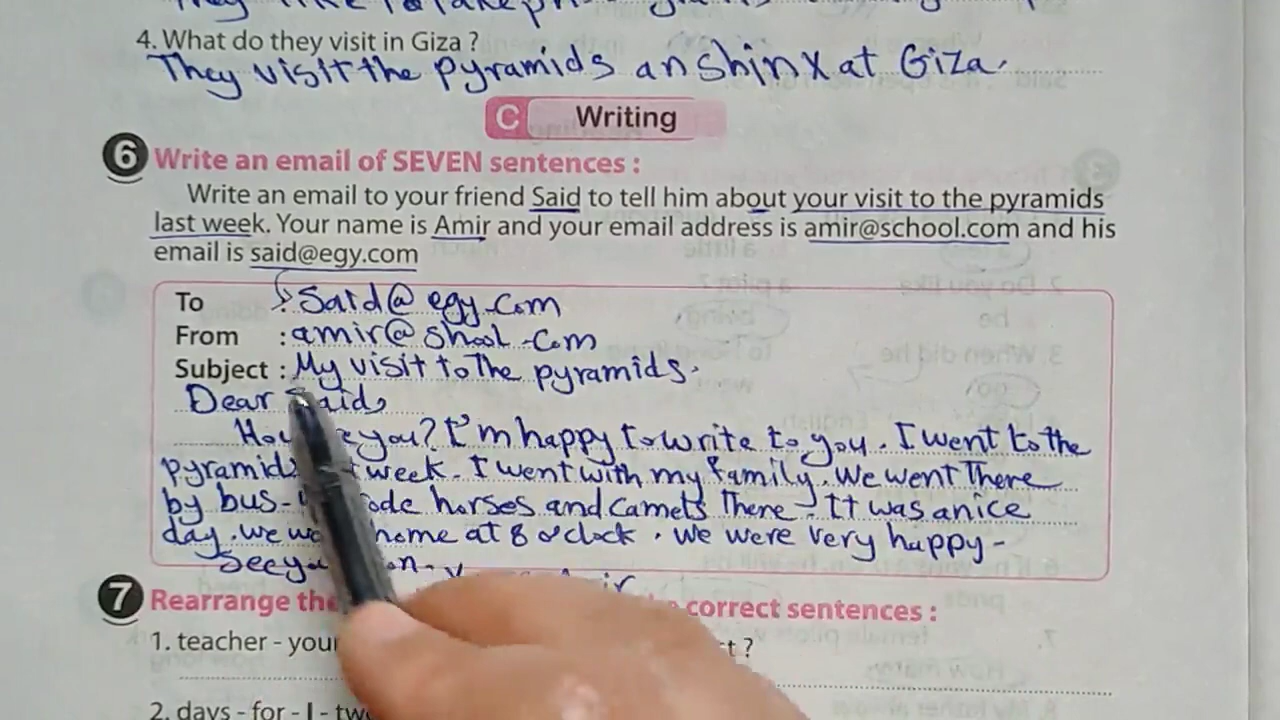 4. What do they visit in Giza ?
They visit the pyramids an shinx at Giza.
C Writing
6 Write an email of SEVEN sentences :
Write an email to your friend Said to tell him about your visit to the pyramids
last week. Your name is Amir and your email address is amir@school.com and his
email is said@egy.com
To : Said@egy.com
From : amir@shool.com
Subject : My visit to the pyramids.
Dear Said,
you? I'm happy to write to you. I went to the
pyramids week. I went with my family. We went there
by bus. horses and camels there. It was a nice
day. we home at 8 o'clock. we were very happy.
See Amir
7 Rearrange the correct sentences :
1. teacher - your ?
2. days - for - I -